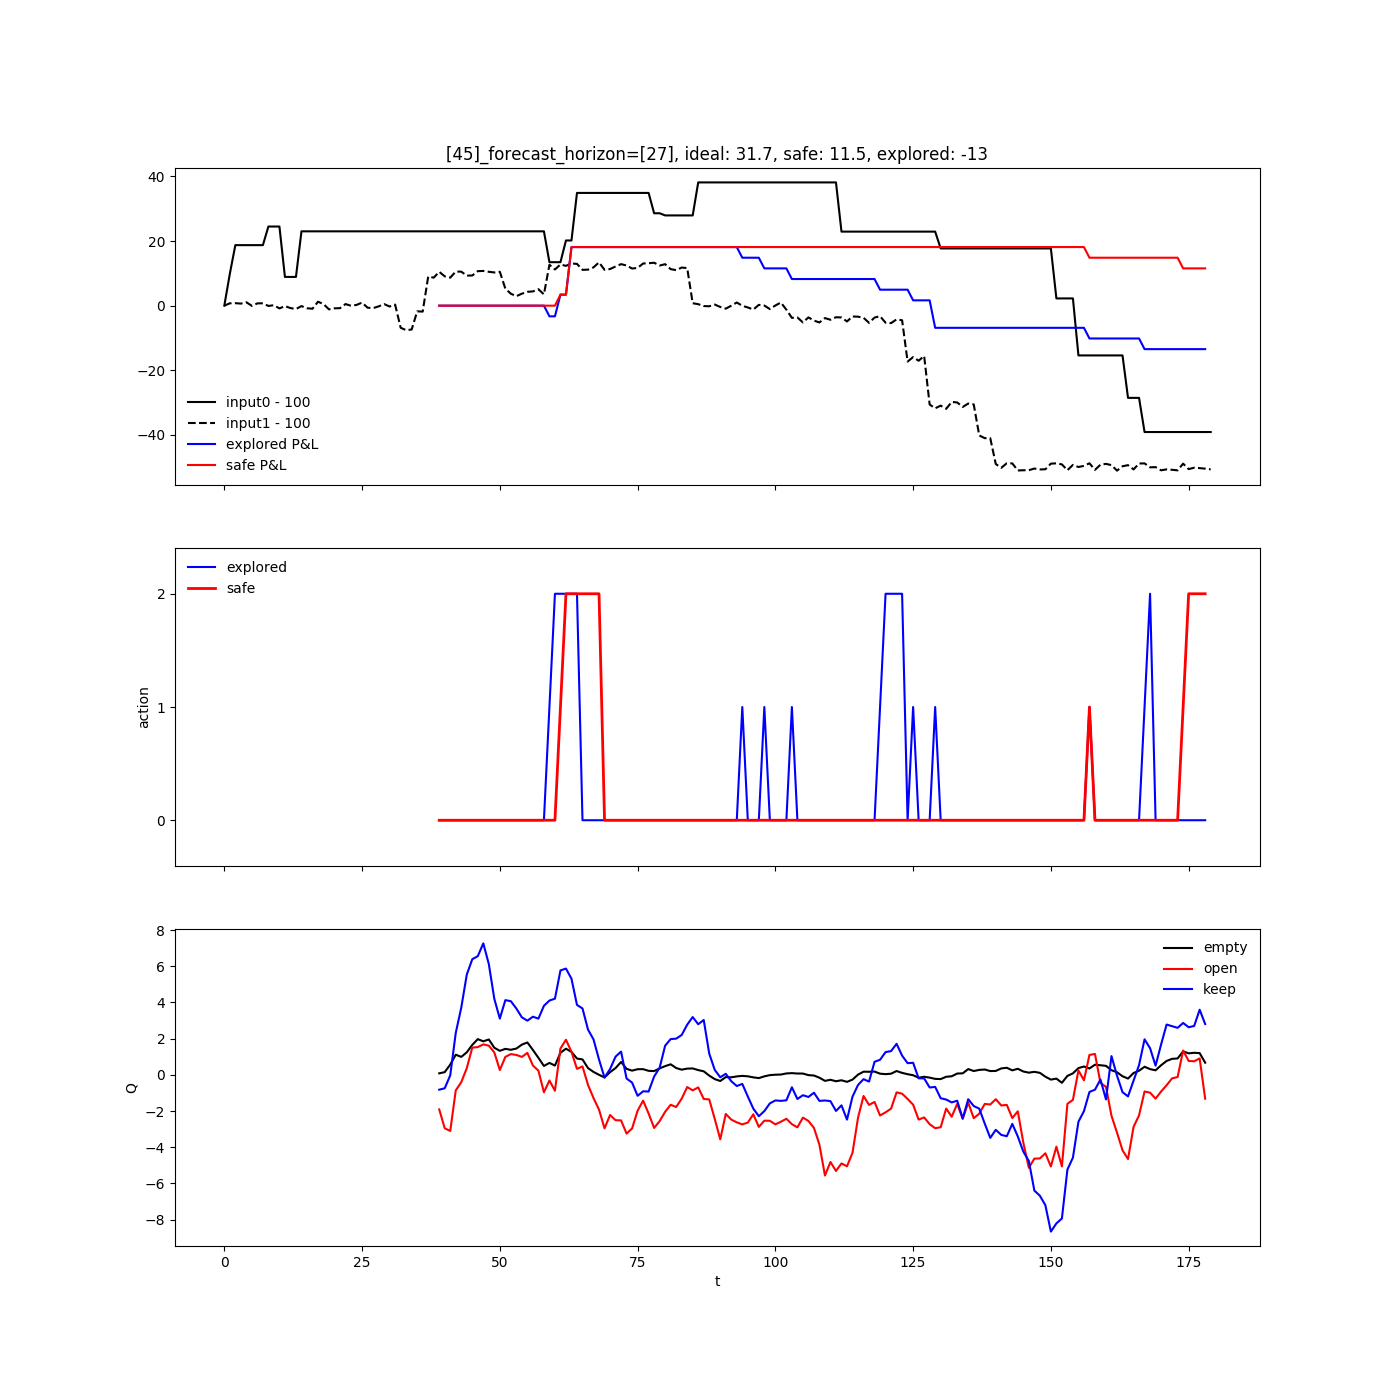 [45]_forecast_horizon=[27], ideal: 31.7, safe: 11.5, explored: -13
40
20
0
−20
−40
input0 - 100
input1 - 100
explored P&L
safe P&L
explored
safe
2
1
0
action
8
6
4
2
0
−2
−4
−6
−8
Q
empty
open
keep
0 25 50 75 100 125 150 175
t